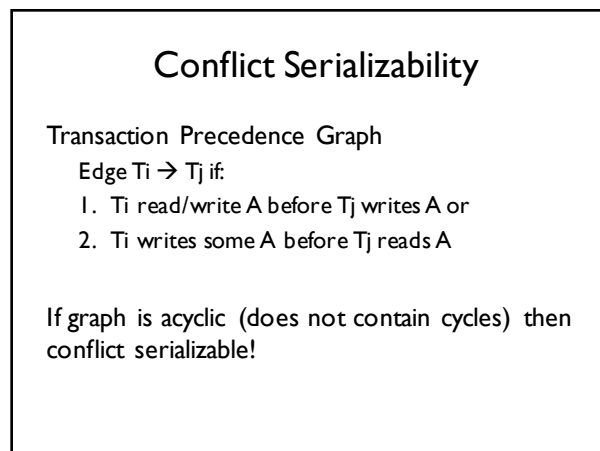 Conflict Serializability
Transaction Precedence Graph
Edge Ti → Tj if:
1. Ti read/write A before Tj writes A or
2. Ti writes some A before Tj reads A
If graph is acyclic (does not contain cycles) then
conflict serializable!